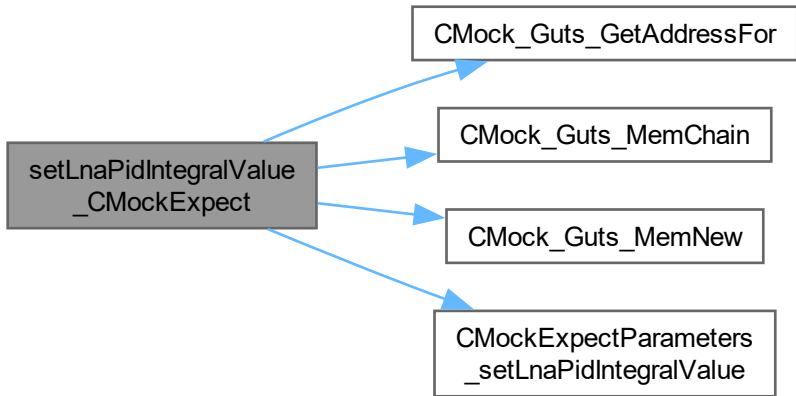 setLnaPidIntegralValue
_CMockExpect
CMock_Guts_GetAddressFor
CMock_Guts_MemChain
CMock_Guts_MemNew
CMockExpectParameters
_setLnaPidIntegralValue